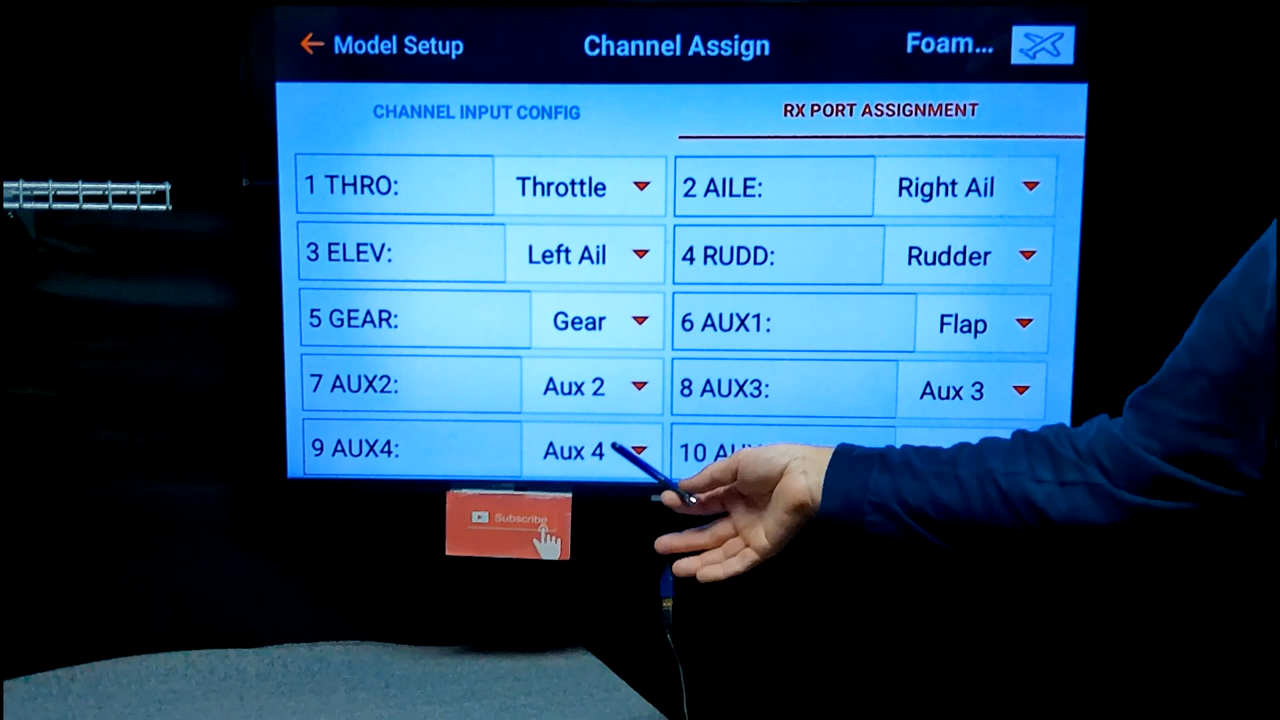 Model Setup Channel Assign Foam...
CHANNEL INPUT CONFIG RX PORT ASSIGNMENT
1 THRO: Throttle 2 AILE: Right Ail
3 ELEV: Left Ail 4 RUDD: Rudder
5 GEAR: Gear 6 AUX1: Flap
7 AUX2: Aux 2 8 AUX3: Aux 3
9 AUX4: Aux 4 10
Subscribe